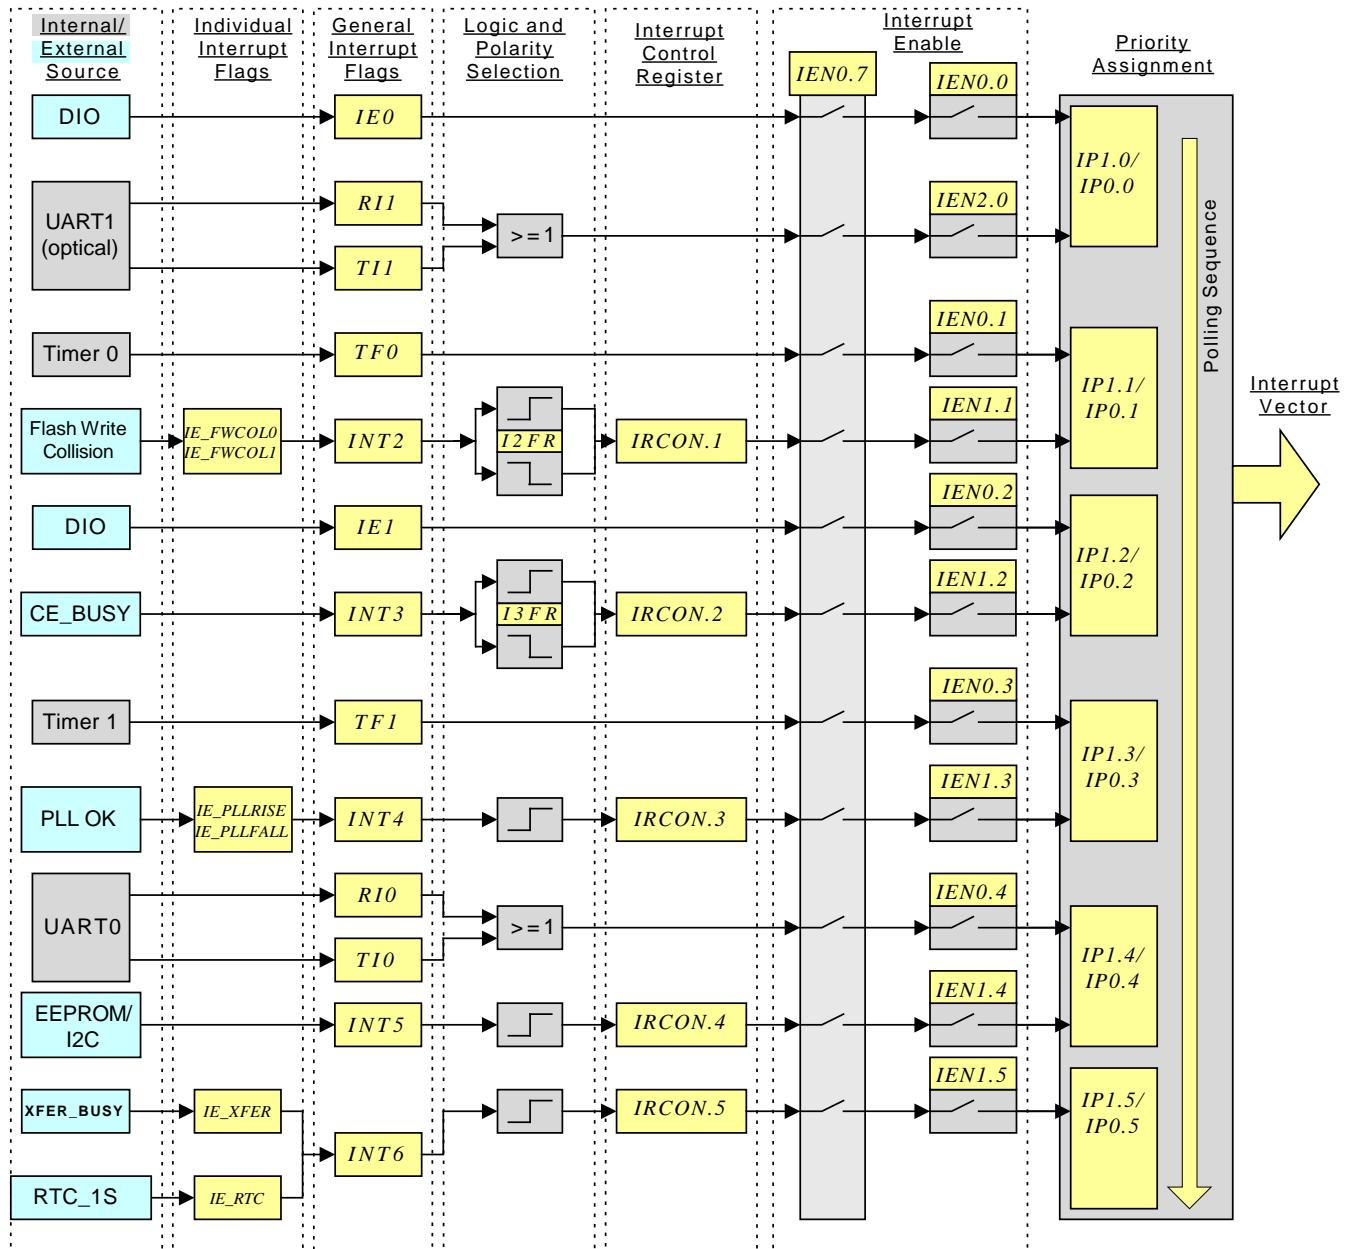 Internal/
External
Source
Individual
Interrupt
Flags
General
Interrupt
Flags
Logic and
Polarity
Selection
Interrupt
Control
Register
Interrupt
Enable
Priority
Assignment
IEN0.7
IEN0.0
DIO
IE0
IP1.0/
IP0.0
UART1
(optical)
RI1
TI1
>=1
IEN2.0
Polling Sequence
Timer 0
TF0
IEN0.1
IP1.1/
IP0.1
Flash Write
Collision
IE_FWCOL0
IE_FWCOL1
INT2
I2FR
IRCON.1
IEN1.1
Interrupt
Vector
DIO
IE1
IEN0.2
IP1.2/
IP0.2
CE_BUSY
INT3
I3FR
IRCON.2
IEN1.2
Timer 1
TF1
IEN0.3
IP1.3/
IP0.3
PLL OK
IE_PLLRISE
IE_PLLFALL
INT4
IRCON.3
IEN1.3
UART0
RI0
TI0
>=1
IEN0.4
IP1.4/
IP0.4
EEPROM/
I2C
INT5
IRCON.4
IEN1.4
XFER_BUSY
IE_XFER
INT6
IRCON.5
IEN1.5
IP1.5/
IP0.5
RTC_1S
IE_RTC